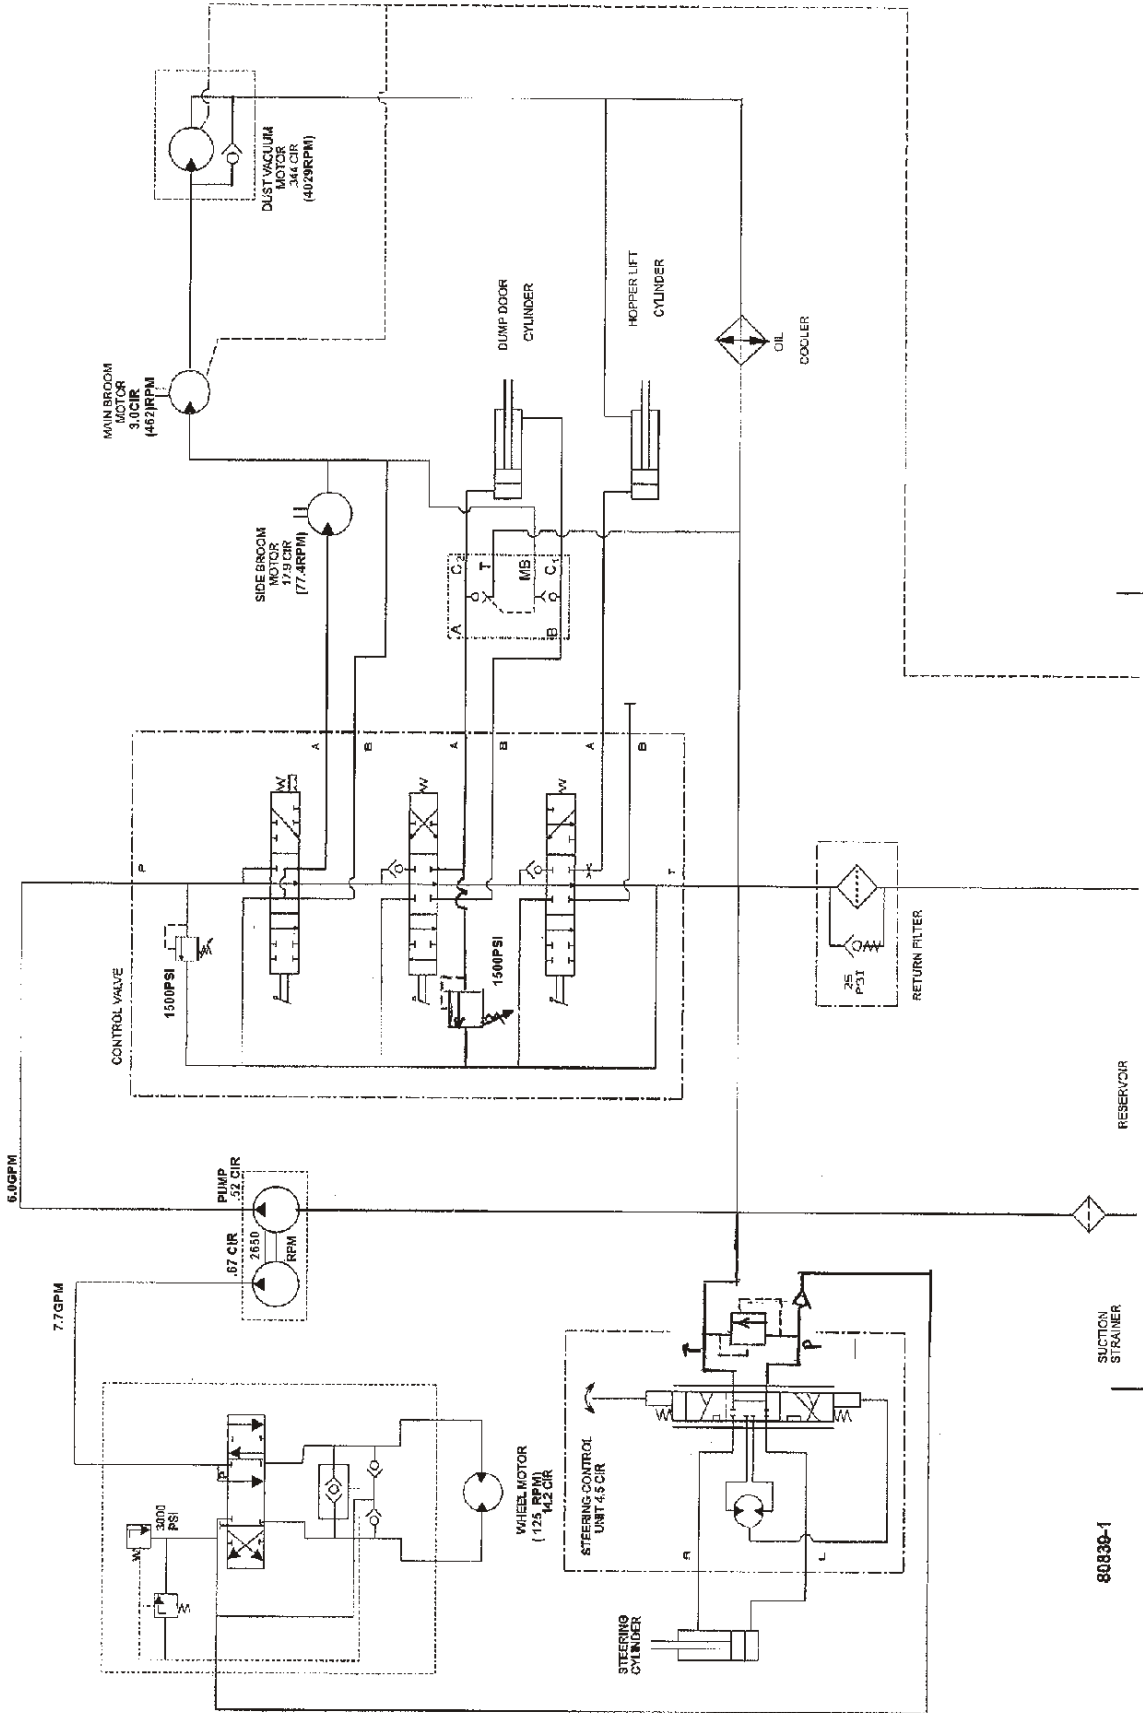 DUST VACUUM
MOTOR
.344 CIR
(4029RPM)
MAIN BROOM
MOTOR
3.0CIR
(462)RPM
SIDE BROOM
MOTOR
17.9 CIR
[77.4RPM)
DUMP DOOR
CYLINDER
HOPPER LIFT
CYLINDER
OIL
COOLER
C2
T
MB
C1
A
B
A
B
A
B
A
B
P
T
CONTROL VALVE
1500PSI
1500PSI
25
PSI
RETURN FILTER
RESERVOIR
6.0GPM
PUMP
.52 CIR
.67 CIR
2650
RPM
7.7GPM
3000
PSI
P
WHEEL MOTOR
( 125 RPM)
14.2 CIR
STEERING CONTROL
UNIT 4.5 CIR
T
P
R
L
STEERING
CYLINDER
SUCTION
STRAINER
80839-1